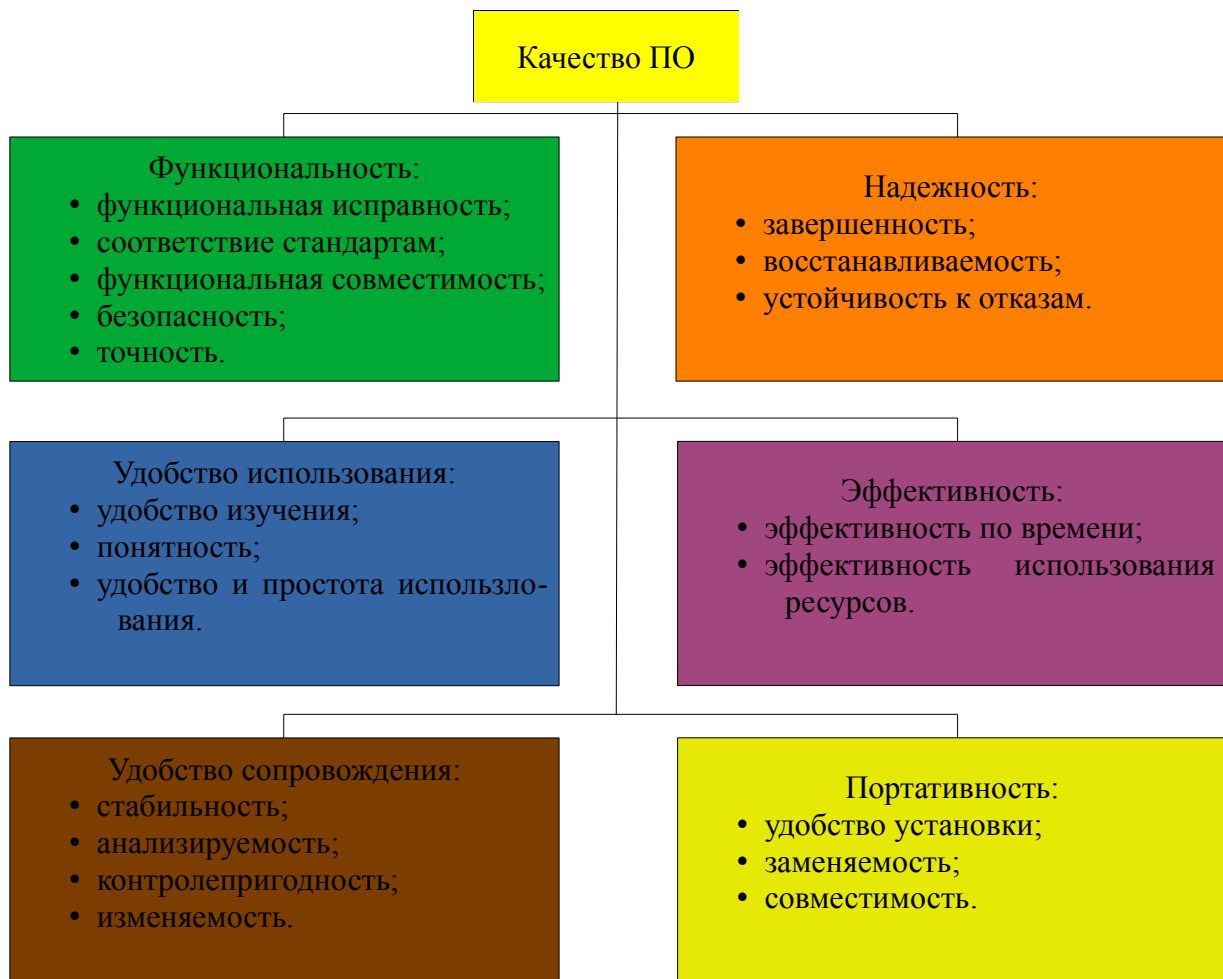 Качество ПО
Функциональность:
• функциональная исправность;
• соответствие стандартам;
• функциональная совместимость;
• безопасность;
• точность.
Надежность:
• завершенность;
• восстанавливаемость;
• устойчивость к отказам.
Удобство использования:
• удобство изучения;
• понятность;
• удобство и простота использло-
вания.
Эффективность:
• эффективность по времени;
• эффективность использования
ресурсов.
Удобство сопровождения:
• стабильность;
• анализируемость;
• контролепригодность;
• изменяемость.
Портативность:
• удобство установки;
• заменяемость;
• совместимость.